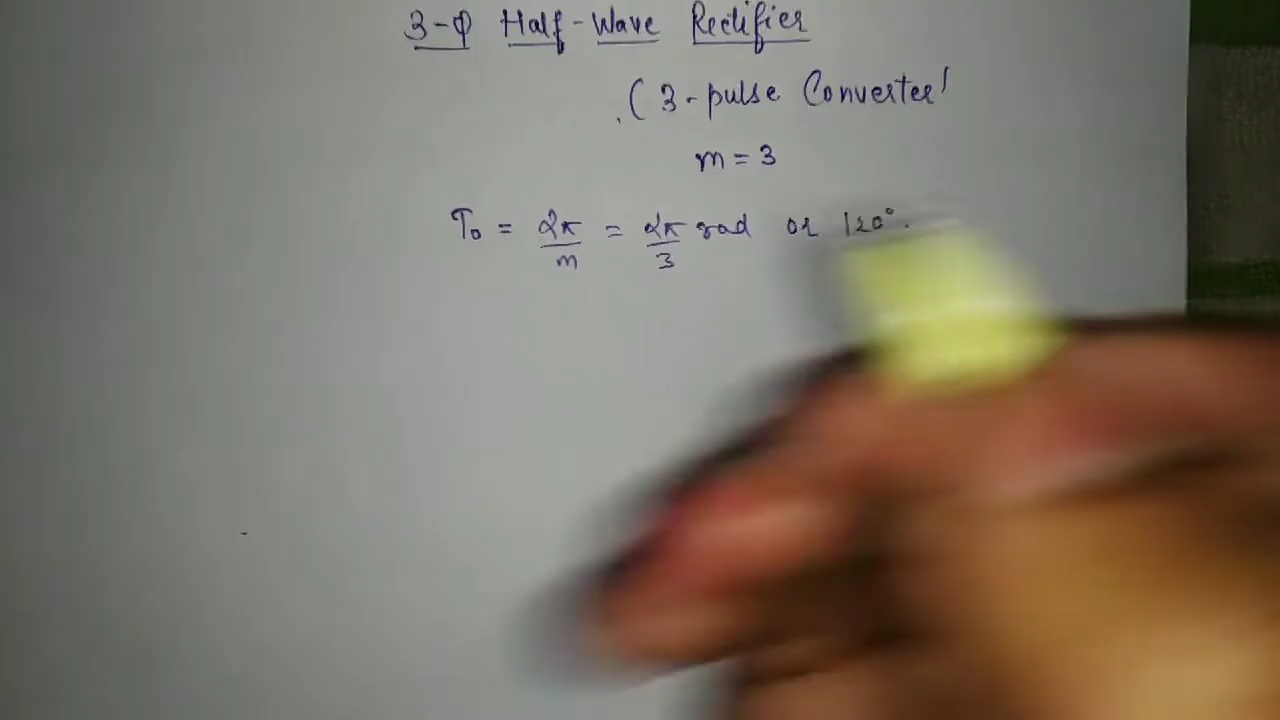 3-φ Half-Wave Rectifier
(3-pulse Converter)
m = 3
T₀ = 2π/m = 2π/3 rad or 120°.